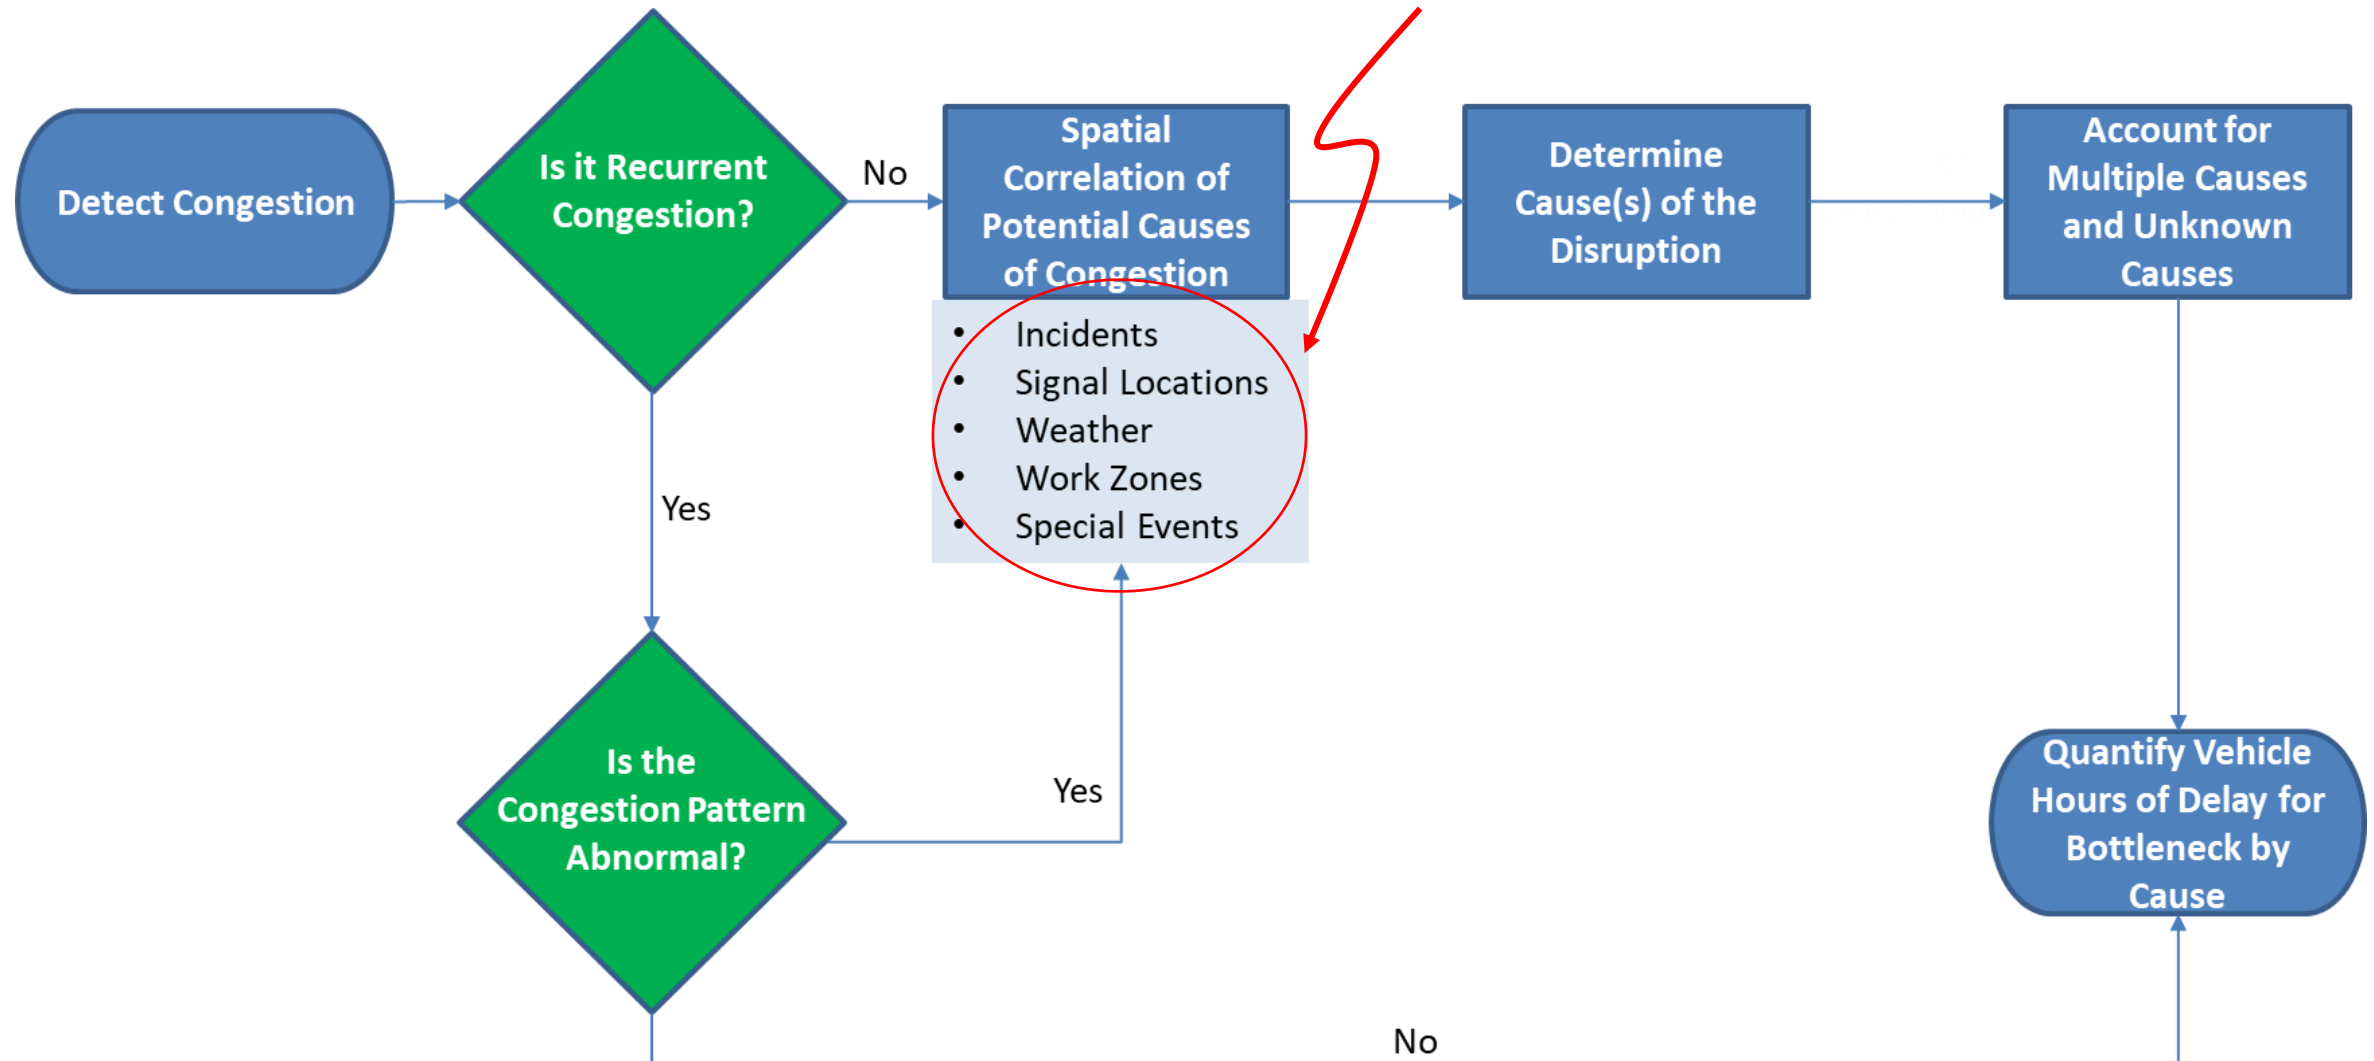 Detect Congestion
Is it Recurrent
Congestion?
No
Spatial
Correlation of
Potential Causes
of Congestion
• Incidents
• Signal Locations
• Weather
• Work Zones
• Special Events
Determine
Cause(s) of the
Disruption
Account for
Multiple Causes
and Unknown
Causes
Yes
Is the
Congestion Pattern
Abnormal?
Yes
Quantify Vehicle
Hours of Delay for
Bottleneck by
Cause
No